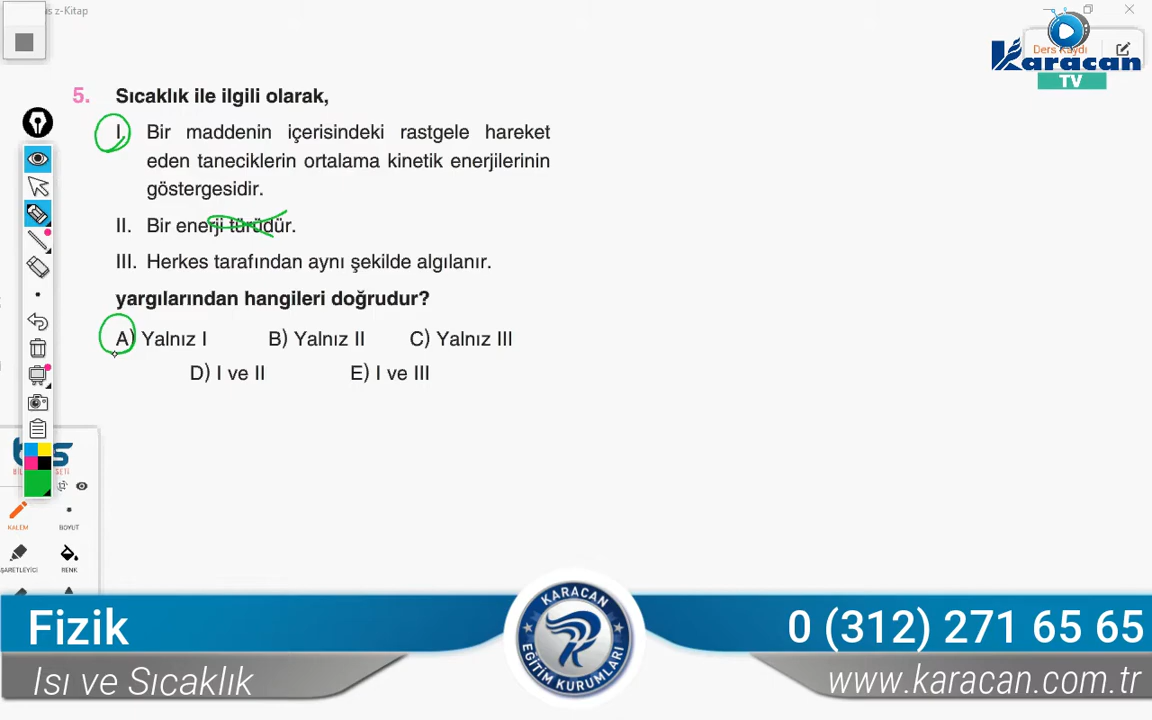 z-Kitap
Ders Kaydı
Karacan
TV
5. Sıcaklık ile ilgili olarak,
I. Bir maddenin içerisindeki rastgele hareket
eden taneciklerin ortalama kinetik enerjilerinin
göstergesidir.
II. Bir enerji türüdür.
III. Herkes tarafından aynı şekilde algılanır.
yargılarından hangileri doğrudur?
A) Yalnız I B) Yalnız II C) Yalnız III
D) I ve II E) I ve III
KALEM
BOYUT
RENK
Fizik
Isı ve Sıcaklık
KARACAN
EĞİTİM KURUMLARI
0 (312) 271 65 65
www.karacan.com.tr